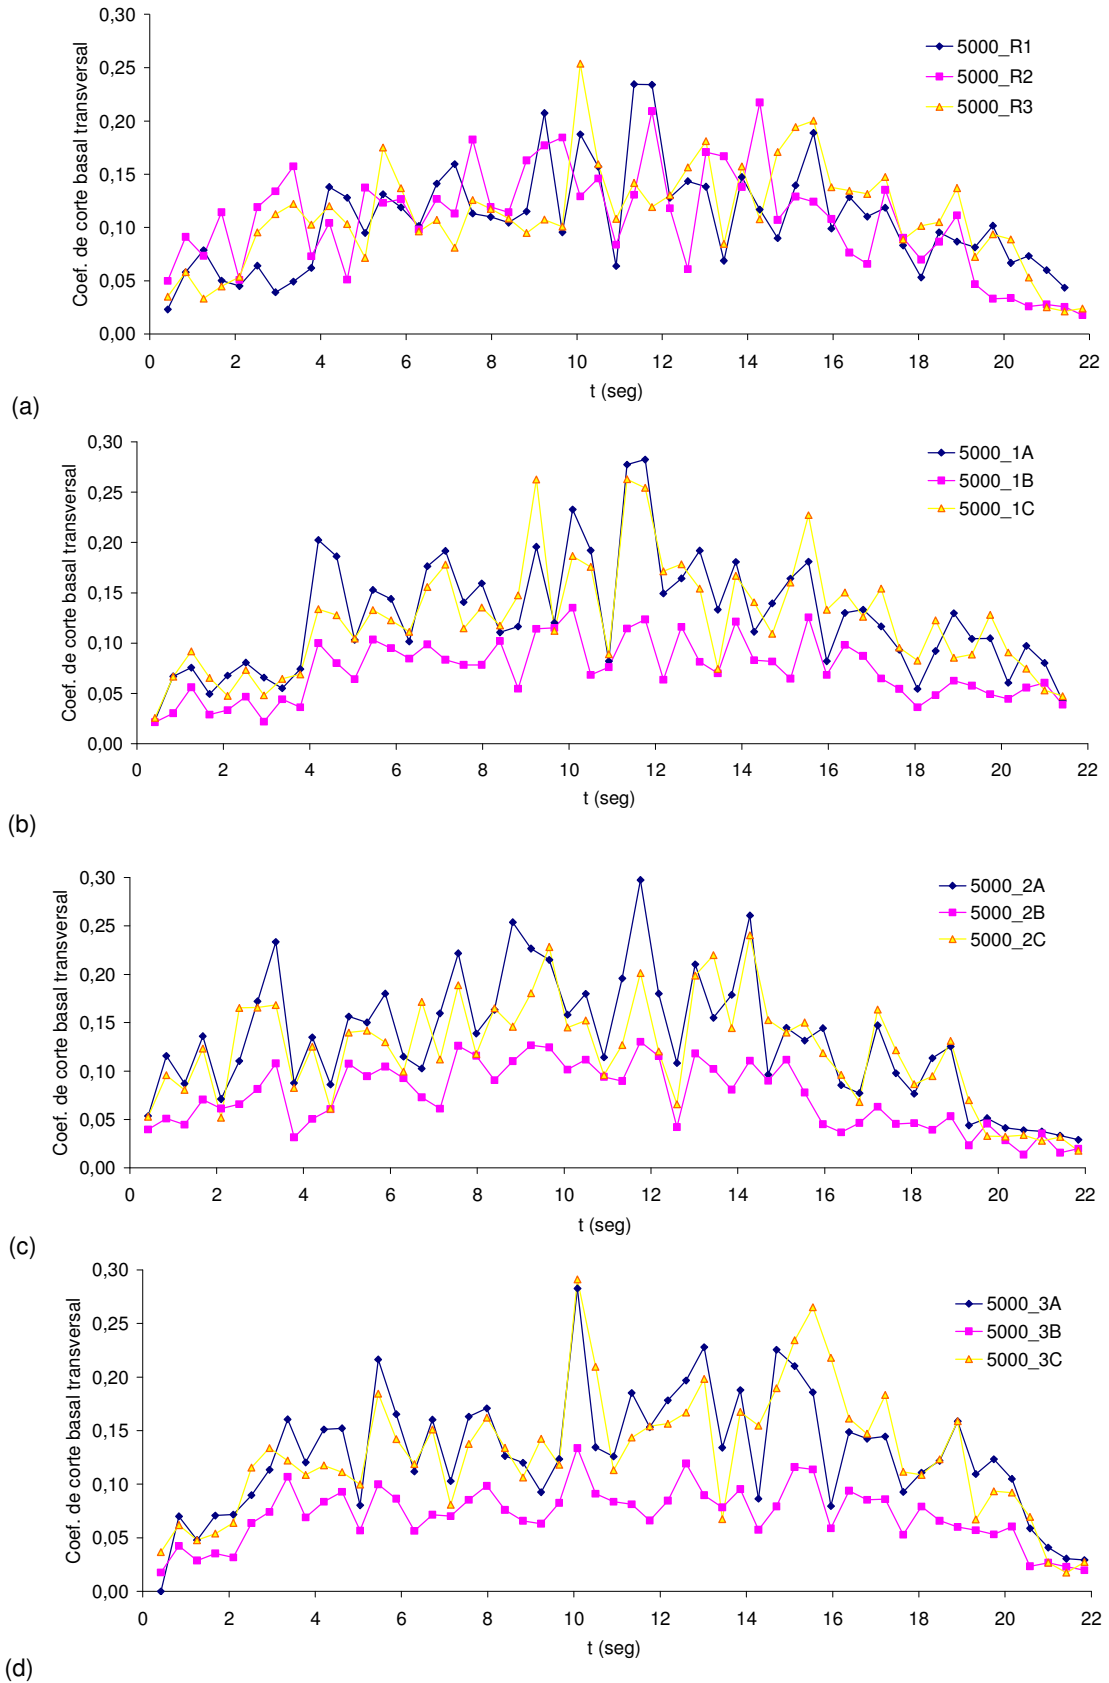 0,30
0,25
0,20
0,15
0,10
0,05
0,00
Coef. de corte basal transversal
5000_R1
5000_R2
5000_R3
0 2 4 6 8 10 12 14 16 18 20 22
t (seg)
(a)
0,30
0,25
0,20
0,15
0,10
0,05
0,00
Coef. de corte basal transversal
5000_1A
5000_1B
5000_1C
0 2 4 6 8 10 12 14 16 18 20 22
t (seg)
(b)
0,30
0,25
0,20
0,15
0,10
0,05
0,00
Coef. de corte basal transversal
5000_2A
5000_2B
5000_2C
0 2 4 6 8 10 12 14 16 18 20 22
t (seg)
(c)
0,30
0,25
0,20
0,15
0,10
0,05
0,00
Coef. de corte basal transversal
5000_3A
5000_3B
5000_3C
0 2 4 6 8 10 12 14 16 18 20 22
t (seg)
(d)